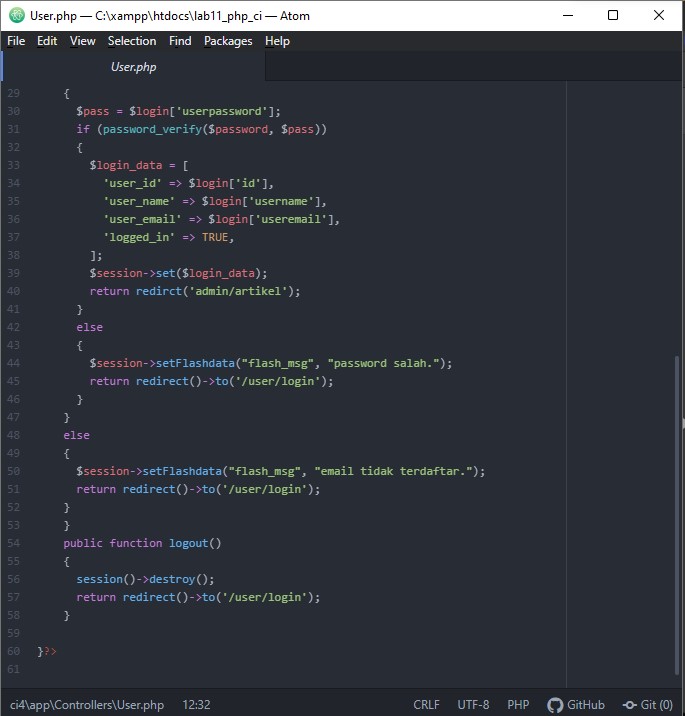 User.php — C:\xampp\htdocs\lab11_php_ci — Atom
File Edit View Selection Find Packages Help
User.php
29 {
30 $pass = $login['userpassword'];
31 if (password_verify($password, $pass))
32 {
33 $login_data = [
34 'user_id' => $login['id'],
35 'user_name' => $login['username'],
36 'user_email' => $login['useremail'],
37 'logged_in' => TRUE,
38 ];
39 $session->set($login_data);
40 return redirct('admin/artikel');
41 }
42 else
43 {
44 $session->setFlashdata("flash_msg", "password salah.");
45 return redirect()->to('/user/login');
46 }
47 }
48 else
49 {
50 $session->setFlashdata("flash_msg", "email tidak terdaftar.");
51 return redirect()->to('/user/login');
52 }
53 }
54 public function logout()
55 {
56 session()->destroy();
57 return redirect()->to('/user/login');
58 }
59
60 }?>
61
ci4\app\Controllers\User.php 12:32 CRLF UTF-8 PHP GitHub Git (0)